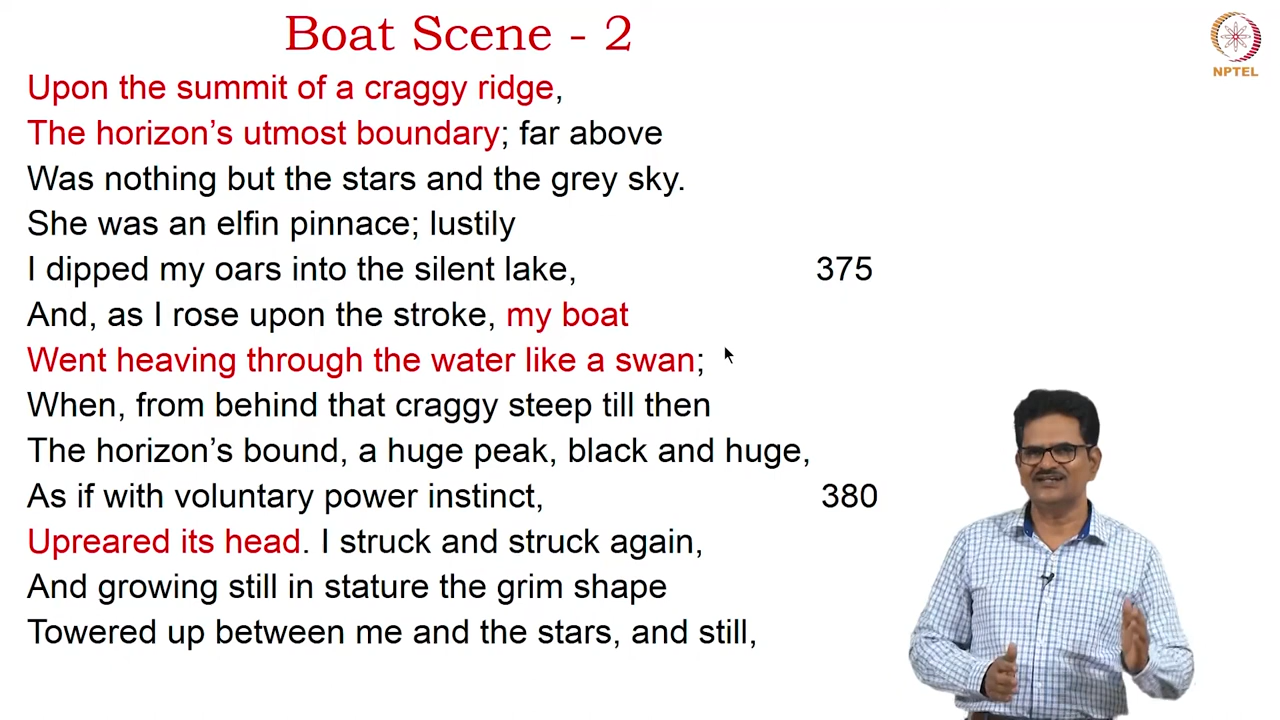 Boat Scene - 2
NPTEL
Upon the summit of a craggy ridge,
The horizon's utmost boundary; far above
Was nothing but the stars and the grey sky.
She was an elfin pinnace; lustily
I dipped my oars into the silent lake, 375
And, as I rose upon the stroke, my boat
Went heaving through the water like a swan;
When, from behind that craggy steep till then
The horizon's bound, a huge peak, black and huge,
As if with voluntary power instinct, 380
Upreared its head. I struck and struck again,
And growing still in stature the grim shape
Towered up between me and the stars, and still,